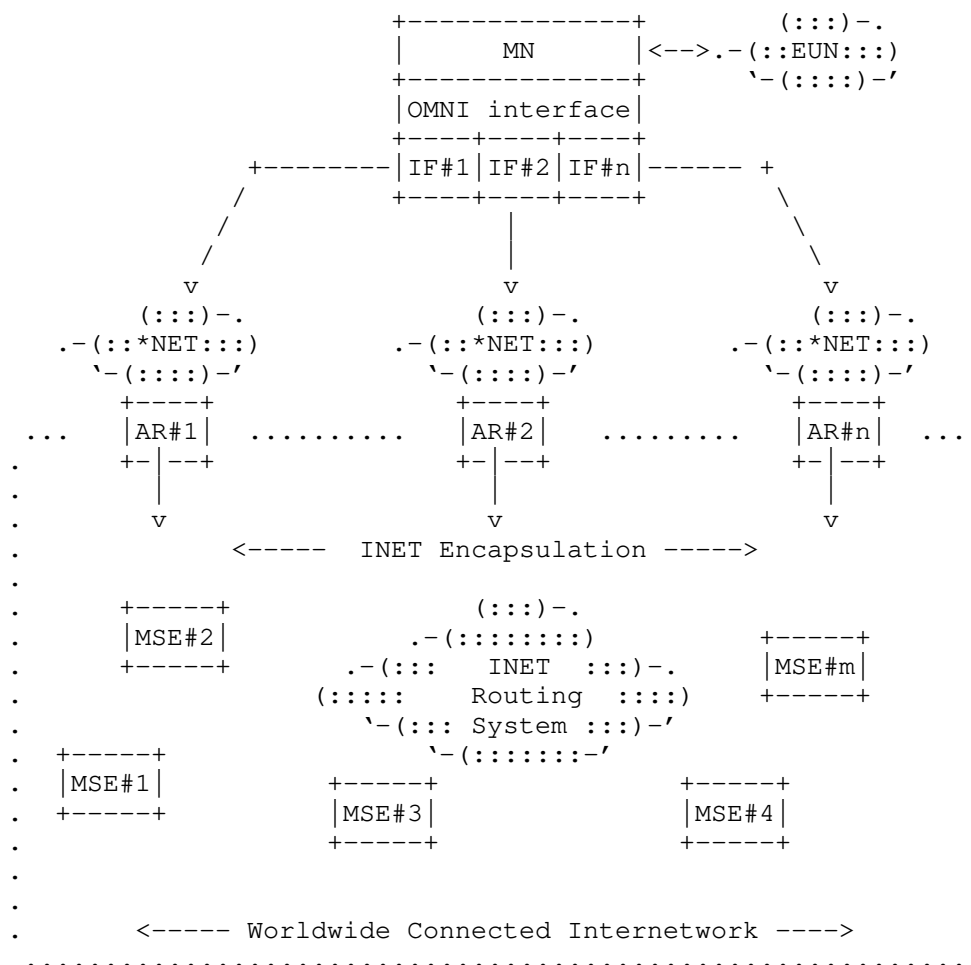 +--------------+        (:::)-.
|      MN      |<-->.-(::EUN:::)
+--------------+      `-(::::)-'
|OMNI interface|
+----+----+----+
+--------|IF#1|IF#2|IF#n|------ +
/         +----+----+----+         \
/                 |                  \
/                  |                   \
v                   v                    v
(:::)-.              (:::)-.              (:::)-.
.-(::*NET:::)        .-(::*NET:::)        .-(::*NET:::)
`-(::::)-'           `-(::::)-'           `-(::::)-'
+----+               +----+               +----+
...   |AR#1|  ..........   |AR#2|   .........   |AR#n|  ...
.      +-|--+               +-|--+               +-|--+
.        |                    |                    |
.        v                    v                    v
.             <-----  INET Encapsulation ----->
.
.      +-----+               (:::)-.
.      |MSE#2|           .-(::::::::)          +-----+
.      +-----+       .-(:::   INET  :::)-.     |MSE#m|
.                  (:::::    Routing  ::::)    +-----+
.                     `-(::: System :::)-'
.  +-----+                `-(:::::::-'
.  |MSE#1|          +-----+               +-----+
.  +-----+          |MSE#3|               |MSE#4|
.                   +-----+               +-----+
.
.
.       <----- Worldwide Connected Internetwork ---->
...........................................................